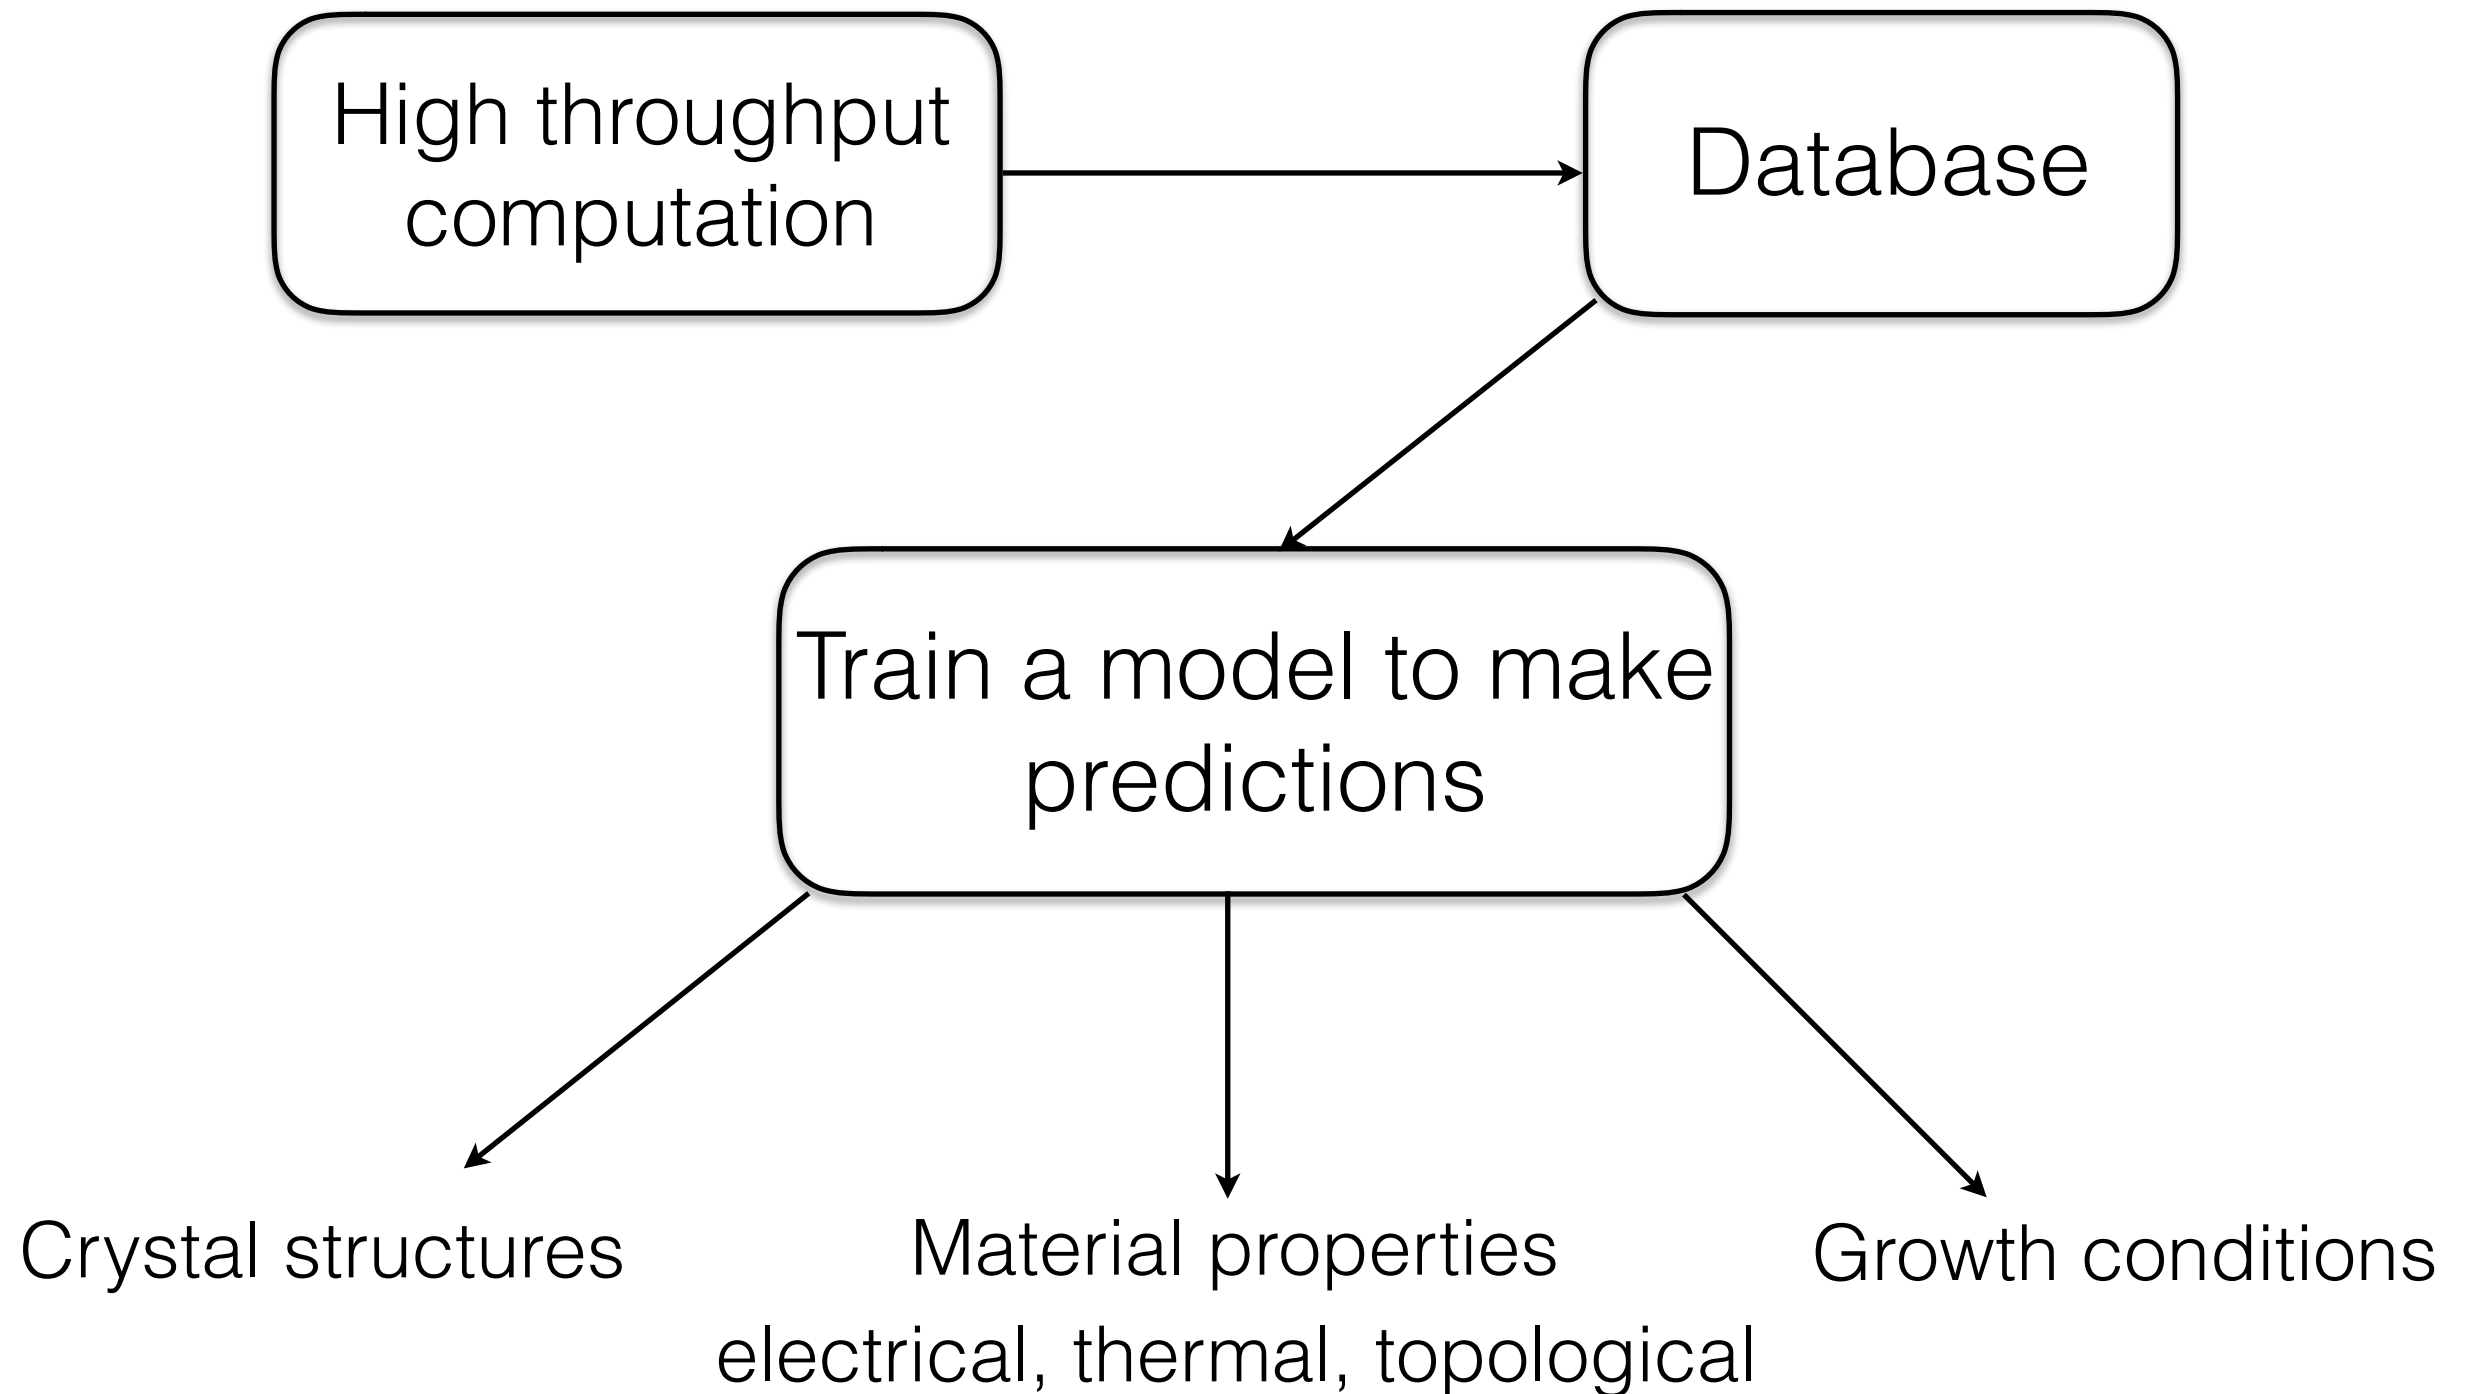 High throughput
computation
Database
Train a model to make
predictions
Crystal structures
Material properties
electrical, thermal, topological
Growth conditions